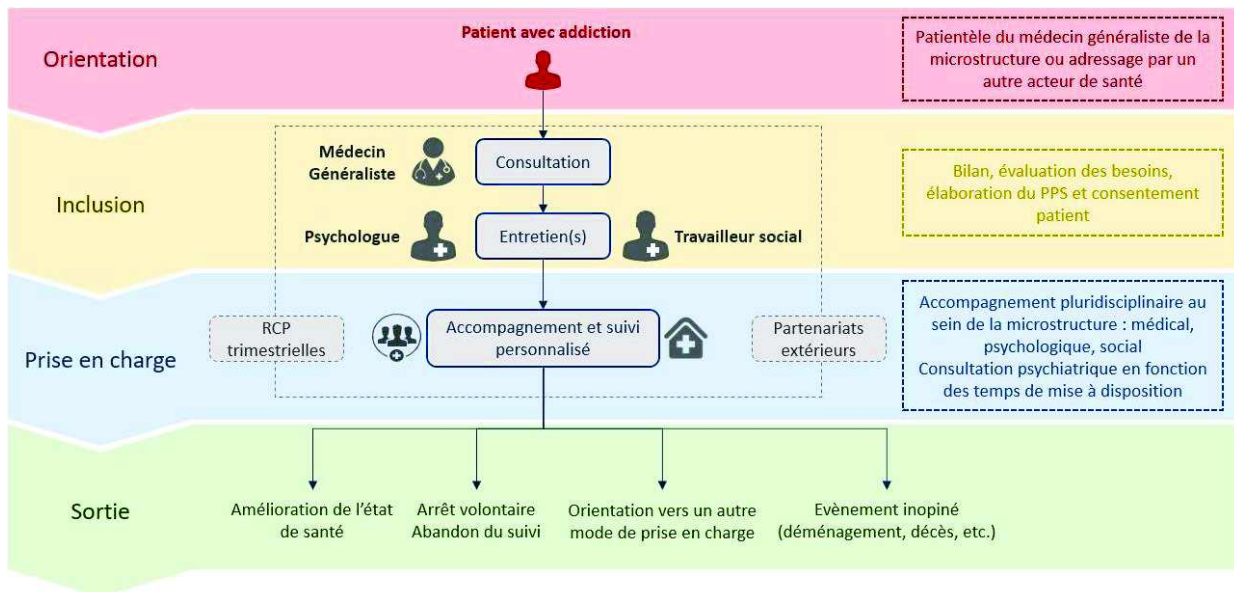 Orientation
Patient avec addiction
Patientèle du médecin généraliste de la
microstructure ou adressage par un
autre acteur de santé
Inclusion
Médecin
Généraliste
Consultation
Psychologue
Entretien(s)
Travailleur social
Bilan, évaluation des besoins,
élaboration du PPS et consentement
patient
Prise en charge
RCP
trimestrielles
Accompagnement et suivi
personnalisé
Partenariats
extérieurs
Accompagnement pluridisciplinaire au
sein de la microstructure : médical,
psychologique, social
Consultation psychiatrique en fonction
des temps de mise à disposition
Sortie
Amélioration de l'état
de santé
Arrêt volontaire
Abandon du suivi
Orientation vers un autre
mode de prise en charge
Evènement inopiné
(déménagement, décès, etc.)